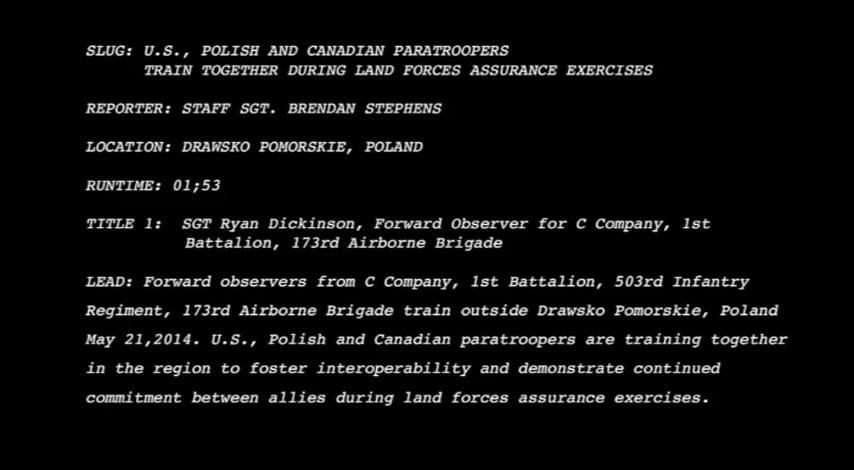 SLUG: U.S., POLISH AND CANADIAN PARATROOPERS
TRAIN TOGETHER DURING LAND FORCES ASSURANCE EXERCISES
REPORTER: STAFF SGT. BRENDAN STEPHENS
LOCATION: DRAWSKO POMORSKIE, POLAND
RUNTIME: 01;53
TITLE 1: SGT Ryan Dickinson, Forward Observer for C Company, 1st
Battalion, 173rd Airborne Brigade
LEAD: Forward observers from C Company, 1st Battalion, 503rd Infantry
Regiment, 173rd Airborne Brigade train outside Drawsko Pomorskie, Poland
May 21,2014. U.S., Polish and Canadian paratroopers are training together
in the region to foster interoperability and demonstrate continued
commitment between allies during land forces assurance exercises.